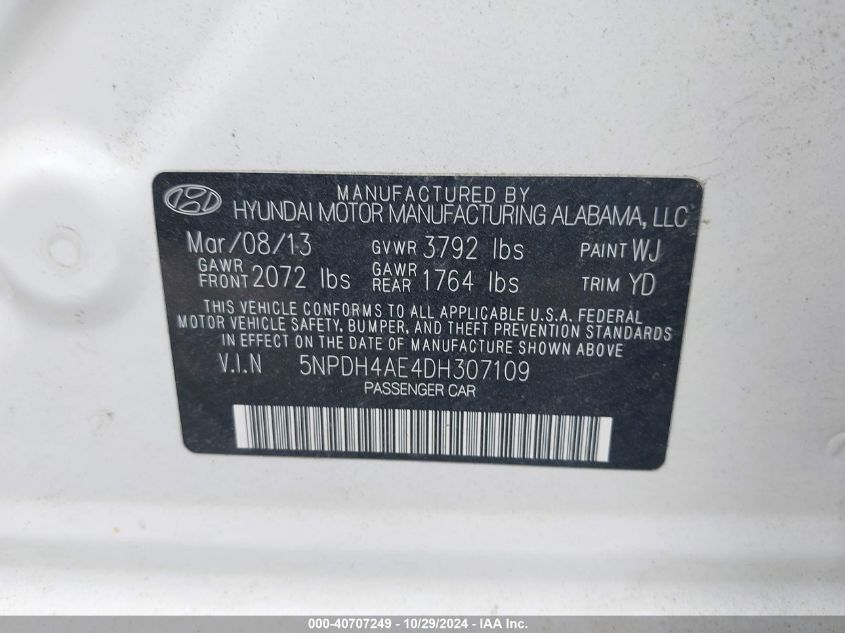 MANUFACTURED BY
HYUNDAI MOTOR MANUFACTURING ALABAMA, LLC
Mar/08/13 GVWR 3792 lbs PAINT WJ
GAWR FRONT 2072 lbs GAWR REAR 1764 lbs TRIM YD
THIS VEHICLE CONFORMS TO ALL APPLICABLE U.S.A. FEDERAL
MOTOR VEHICLE SAFETY, BUMPER, AND THEFT PREVENTION STANDARDS
IN EFFECT ON THE DATE OF MANUFACTURE SHOWN ABOVE
V.I.N 5NPDH4AE4DH307109
PASSENGER CAR
000-40707249 - 10/29/2024 - IAA Inc.